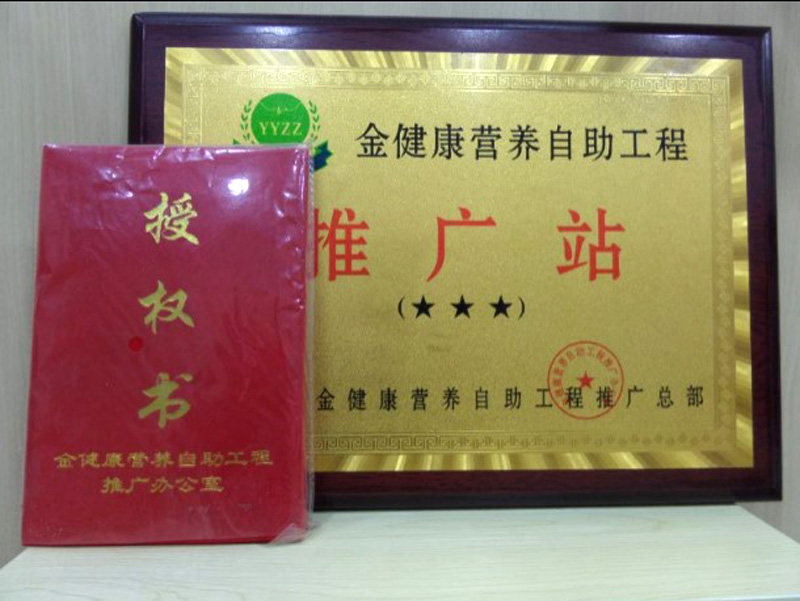 授
权
书
金健康营养自助工程
推广办公室
YYZZ
金健康营养自助工程
推广站
(★★★)
金健康营养自助工程推广总部